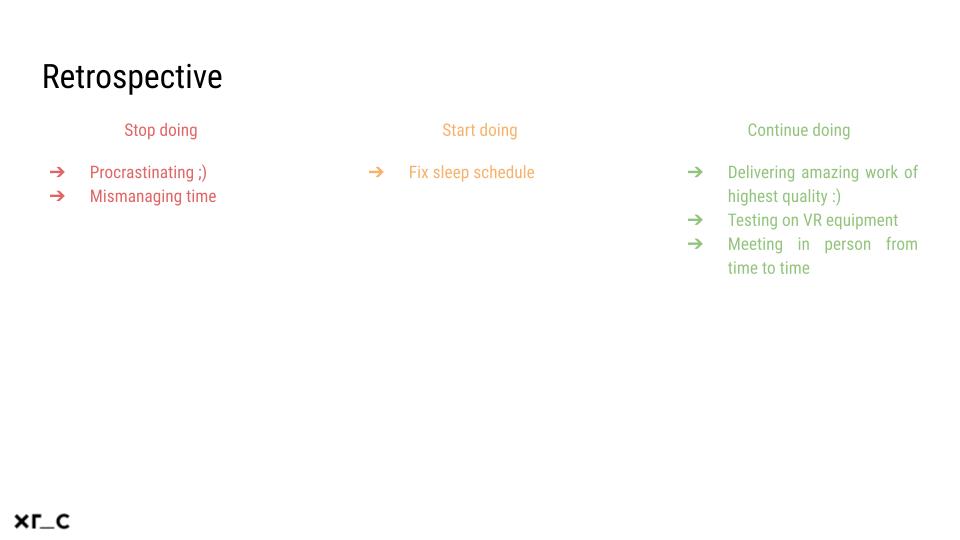 Retrospective
Stop doing
➔ Procrastinating ;)
➔ Mismanaging time
Start doing
➔ Fix sleep schedule
Continue doing
➔ Delivering amazing work of
highest quality :)
➔ Testing on VR equipment
➔ Meeting in person from
time to time
xr_c